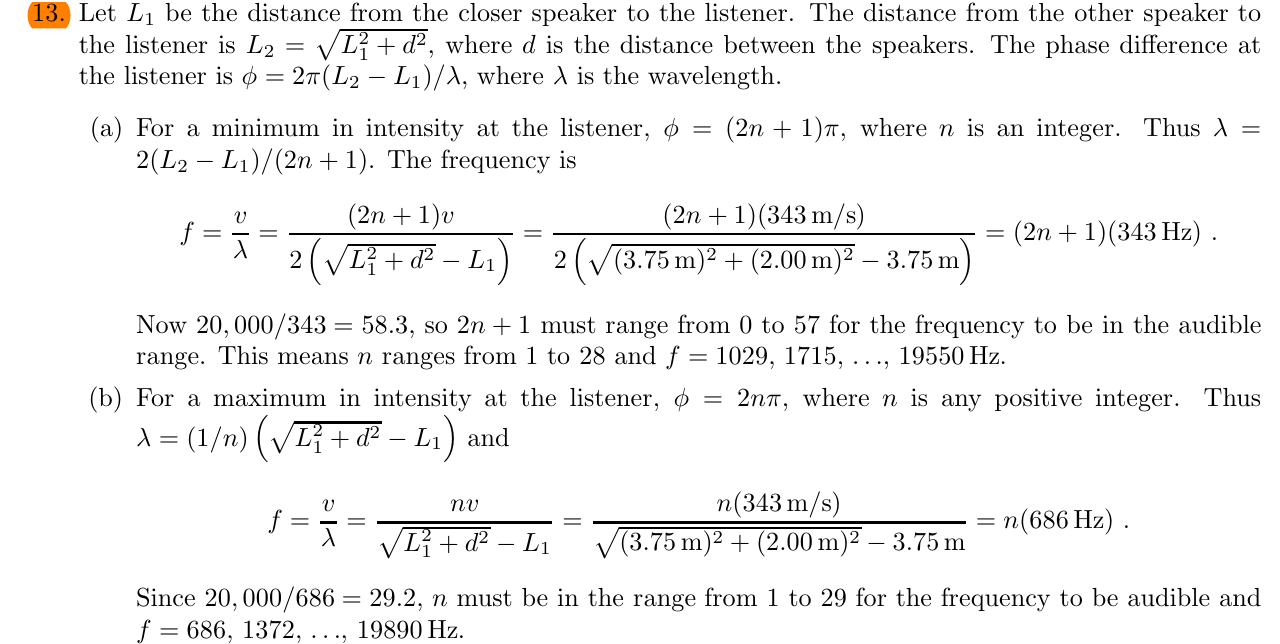 13. Let L₁ be the distance from the closer speaker to the listener. The distance from the other speaker to
the listener is L₂ = √(L₁² + d²), where d is the distance between the speakers. The phase difference at
the listener is ϕ = 2π(L₂ − L₁)/λ, where λ is the wavelength.
(a) For a minimum in intensity at the listener, ϕ = (2n + 1)π, where n is an integer. Thus λ =
2(L₂ − L₁)/(2n + 1). The frequency is
f = v/λ = (2n + 1)v / 2(√(L₁² + d²) − L₁) = (2n + 1)(343 m/s) / 2(√((3.75 m)² + (2.00 m)²) − 3.75 m) = (2n + 1)(343 Hz) .
Now 20, 000/343 = 58.3, so 2n + 1 must range from 0 to 57 for the frequency to be in the audible
range. This means n ranges from 1 to 28 and f = 1029, 1715, . . ., 19550 Hz.
(b) For a maximum in intensity at the listener, ϕ = 2nπ, where n is any positive integer. Thus
λ = (1/n) (√(L₁² + d²) − L₁) and
f = v/λ = nv / √(L₁² + d²) − L₁ = n(343 m/s) / √((3.75 m)² + (2.00 m)²) − 3.75 m = n(686 Hz) .
Since 20, 000/686 = 29.2, n must be in the range from 1 to 29 for the frequency to be audible and
f = 686, 1372, . . ., 19890 Hz.